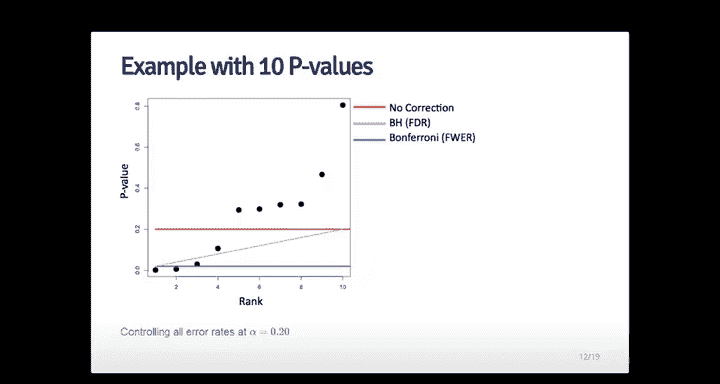 Example with 10 P-values
No Correction
BH (FDR)
Bonferroni (FWER)
P-value
0.8
0.6
0.4
0.2
0.0
2
4
6
8
10
Rank
Controlling all error rates at α = 0.20
12/19